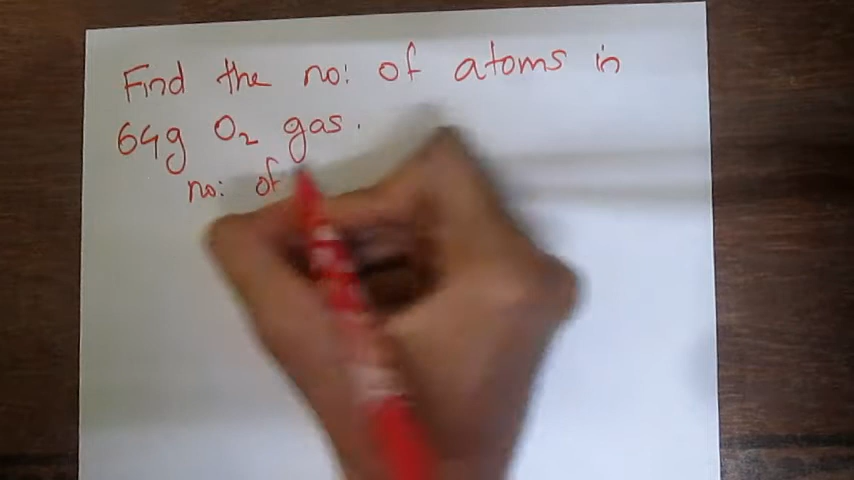 Find the no: of atoms in
64g O₂ gas.
no: of